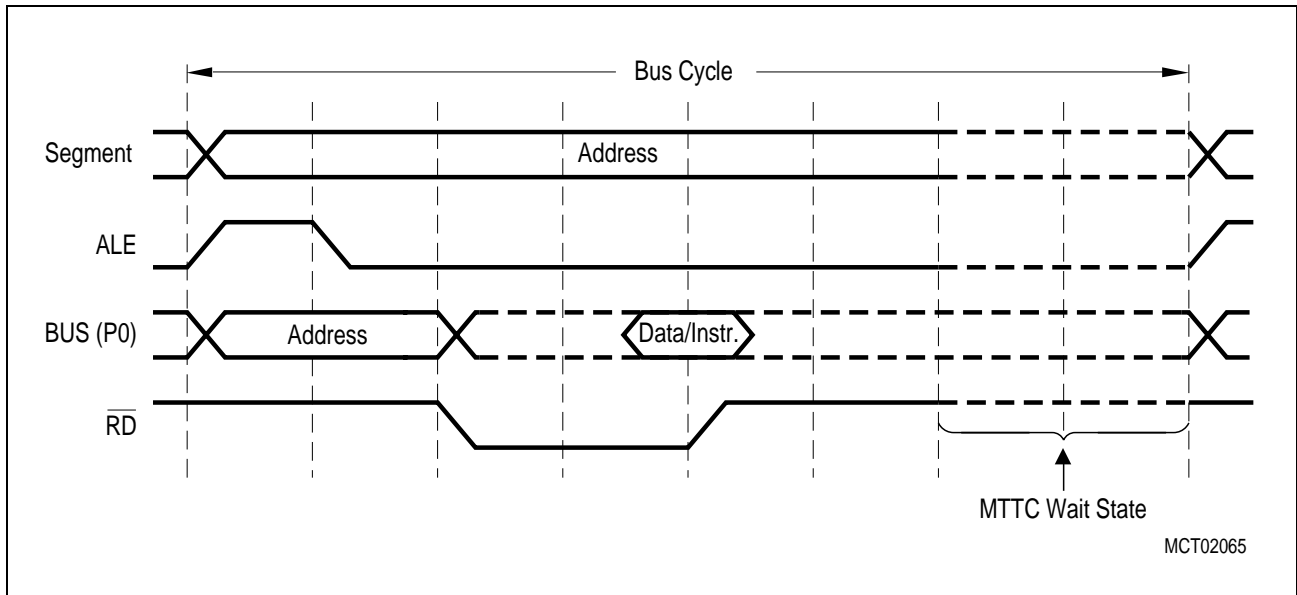 Bus Cycle
Segment
Address
ALE
BUS (P0)
Address
Data/Instr.
RD
MTTC Wait State
MCT02065